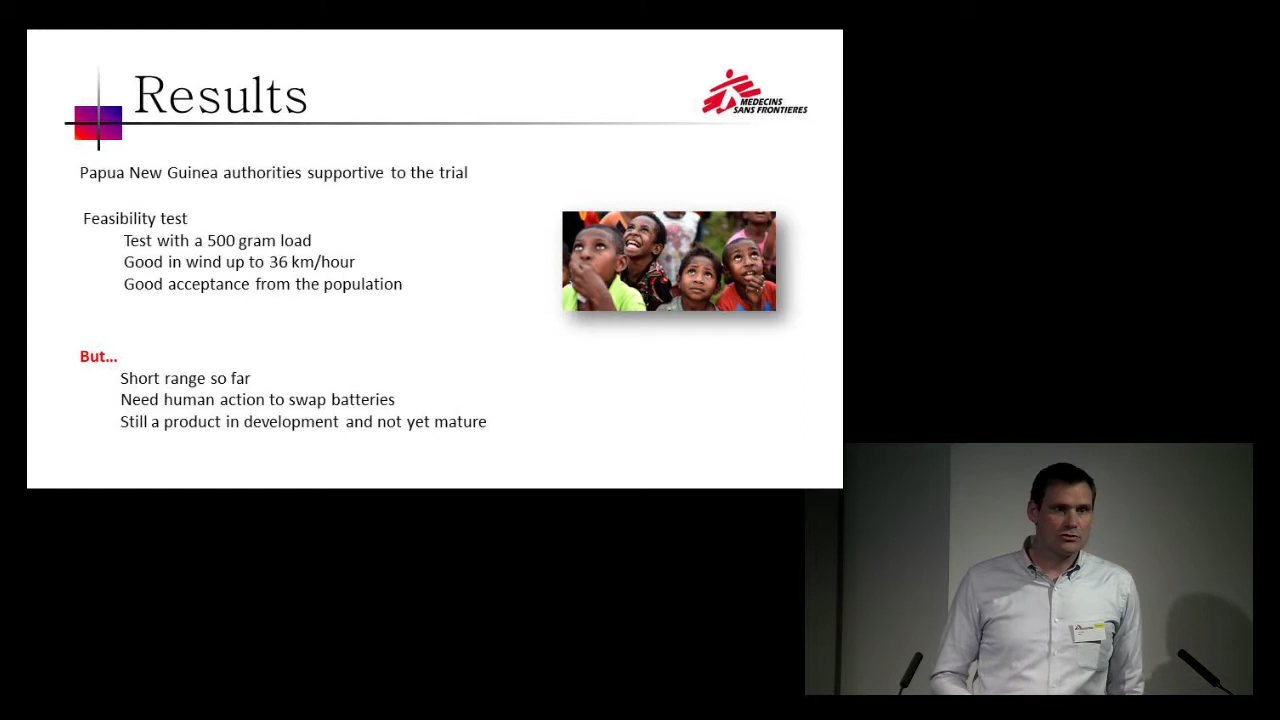 Results
MEDECINS
SANS FRONTIERES
Papua New Guinea authorities supportive to the trial
Feasibility test
Test with a 500 gram load
Good in wind up to 36 km/hour
Good acceptance from the population
But...
Short range so far
Need human action to swap batteries
Still a product in development and not yet mature